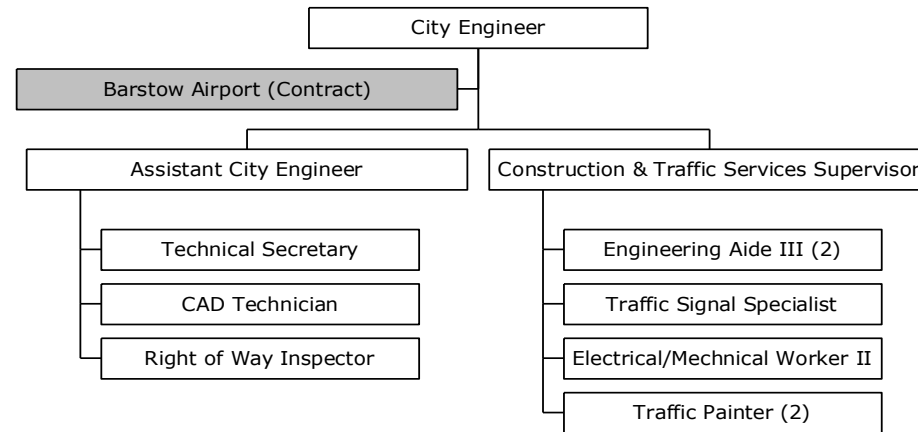 City Engineer
Barstow Airport (Contract)
Assistant City Engineer
Construction & Traffic Services Supervisor
Technical Secretary
CAD Technician
Right of Way Inspector
Engineering Aide III (2)
Traffic Signal Specialist
Electrical/Mechnical Worker II
Traffic Painter (2)